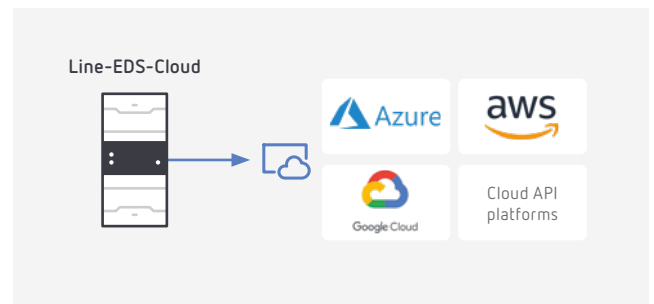 Line-EDS-Cloud
Azure
aws
Google Cloud
Cloud API
platforms